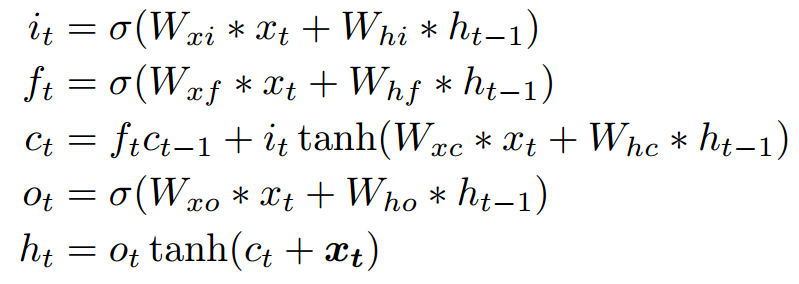 i_t = σ(W_{xi} * x_t + W_{hi} * h_{t−1})
f_t = σ(W_{xf} * x_t + W_{hf} * h_{t−1})
c_t = f_t c_{t−1} + i_t tanh(W_{xc} * x_t + W_{hc} * h_{t−1})
o_t = σ(W_{xo} * x_t + W_{ho} * h_{t−1})
h_t = o_t tanh(c_t + x_t)